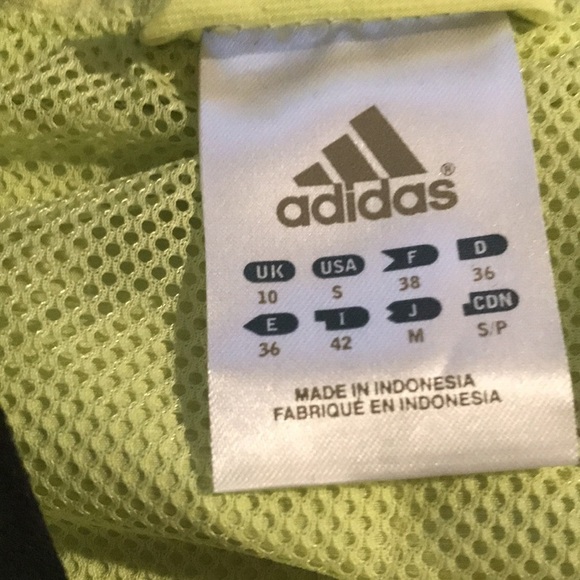 adidas®
UK USA F D
10 S 38 36
E I J CDN
36 42 M S/P
MADE IN INDONESIA
FABRIQUÉ EN INDONESIA